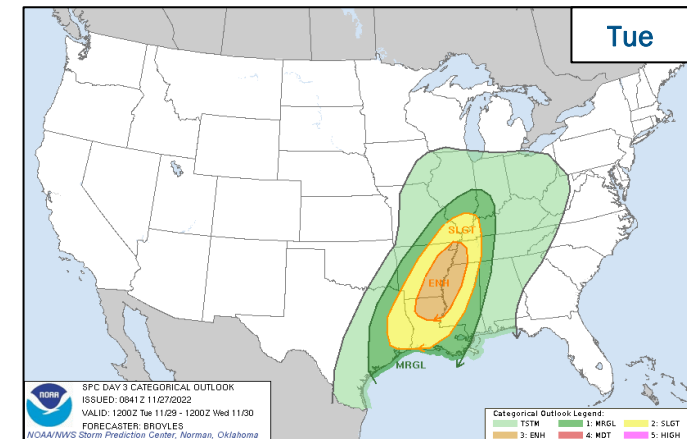 Tue
SLGT
ENH
MRGL
NOAA
SPC DAY 3 CATEGORICAL OUTLOOK
ISSUED: 0841Z 11/27/2022
VALID: 1200Z Tue 11/29 - 1200Z Wed 11/30
FORECASTER: BROYLES
NOAA/NWS Storm Prediction Center, Norman, Oklahoma
Categorical Outlook Legend:
TSTM 1: MRGL 2: SLGT
3: ENH 4: MDT 5: HIGH